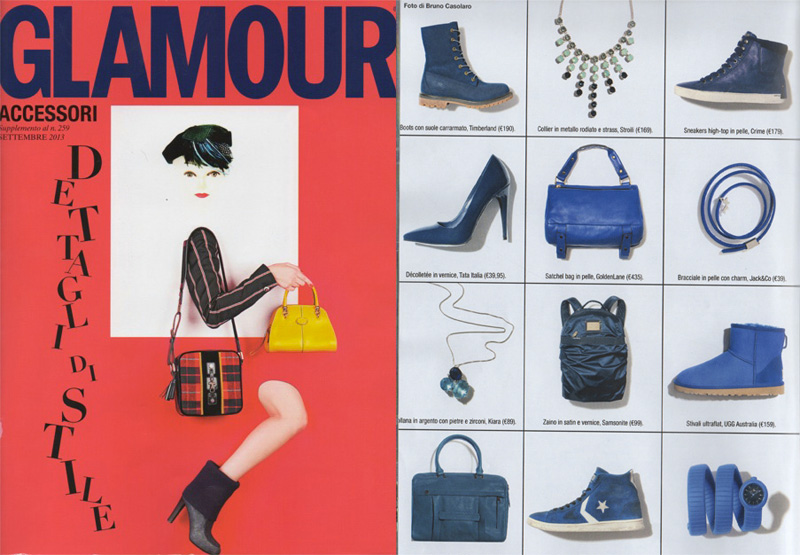 GLAMOUR
ACCESSORI
Supplemento al n. 259
SETTEMBRE 2013
DETTAGLI DI STILE
Foto di Bruno Casolaro
Boots con suole carrarmato, Timberland (€190).
Collier in metallo rodiato e strass, Stroili (€169).
Sneakers high-top in pelle, Crime (€179).
Décolletée in vernice, Tata Italia (€39,95).
Satchel bag in pelle, GoldenLane (€435).
Bracciale in pelle con charm, Jack&Co (€39).
ollana in argento con pietre e zirconi, Kiara (€89).
Zaino in satin e vernice, Samsonite (€99).
Stivali ultraflat, UGG Australia (€159).